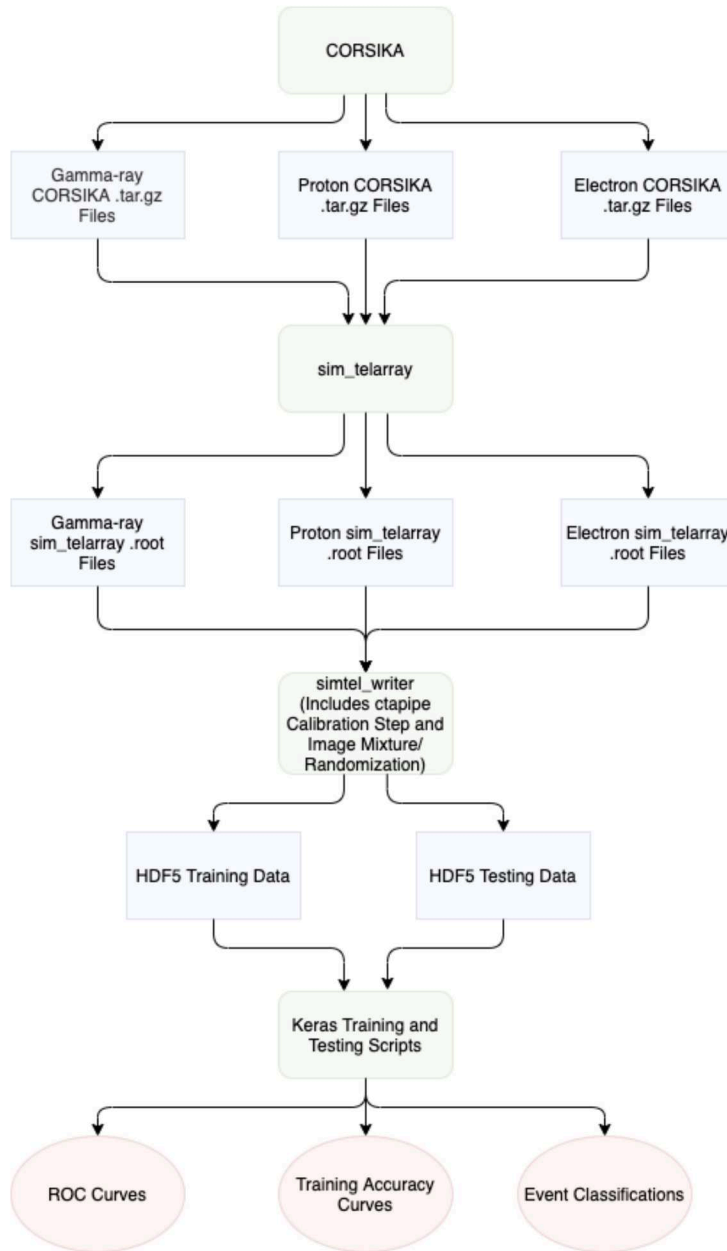 CORSIKA
Gamma-ray
CORSIKA .tar.gz
Files
Proton CORSIKA
.tar.gz Files
Electron CORSIKA
.tar.gz Files
sim_telarray
Gamma-ray
sim_telarray .root
Files
Proton sim_telarray
.root Files
Electron sim_telarray
.root Files
simtel_writer
(Includes ctapipe
Calibration Step and
Image Mixture/
Randomization)
HDF5 Training Data
HDF5 Testing Data
Keras Training and
Testing Scripts
ROC Curves
Training Accuracy
Curves
Event Classifications